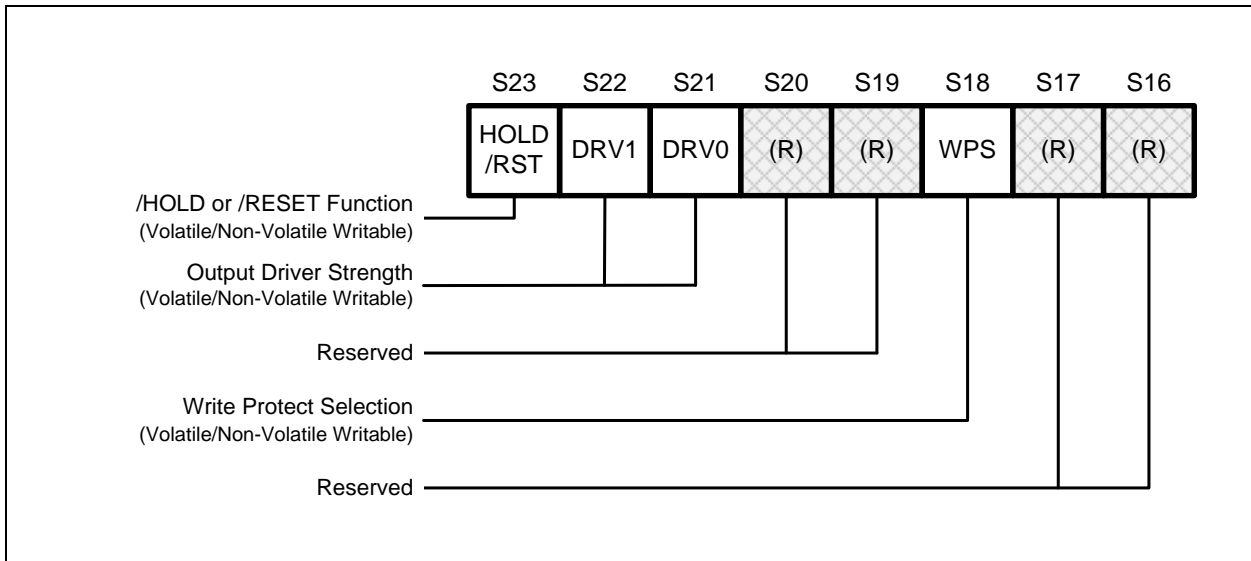 S23 S22 S21 S20 S19 S18 S17 S16
HOLD
/RST
DRV1 DRV0 (R) (R) WPS (R) (R)
/HOLD or /RESET Function
(Volatile/Non-Volatile Writable)
Output Driver Strength
(Volatile/Non-Volatile Writable)
Reserved
Write Protect Selection
(Volatile/Non-Volatile Writable)
Reserved